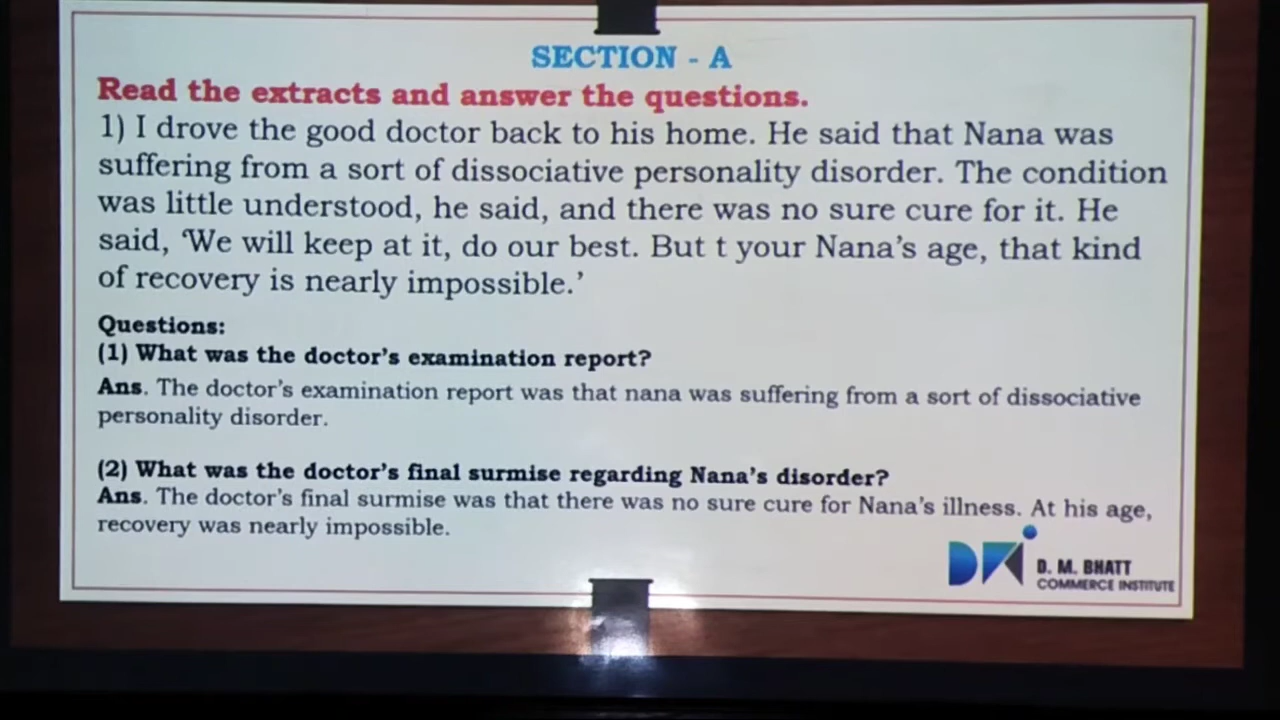 SECTION - A
Read the extracts and answer the questions.
1) I drove the good doctor back to his home. He said that Nana was
suffering from a sort of dissociative personality disorder. The condition
was little understood, he said, and there was no sure cure for it. He
said, ‘We will keep at it, do our best. But t your Nana’s age, that kind
of recovery is nearly impossible.’
Questions:
(1) What was the doctor’s examination report?
Ans. The doctor’s examination report was that nana was suffering from a sort of dissociative
personality disorder.
(2) What was the doctor’s final surmise regarding Nana’s disorder?
Ans. The doctor’s final surmise was that there was no sure cure for Nana’s illness. At his age,
recovery was nearly impossible.
D. M. BHATT
COMMERCE INSTITUTE